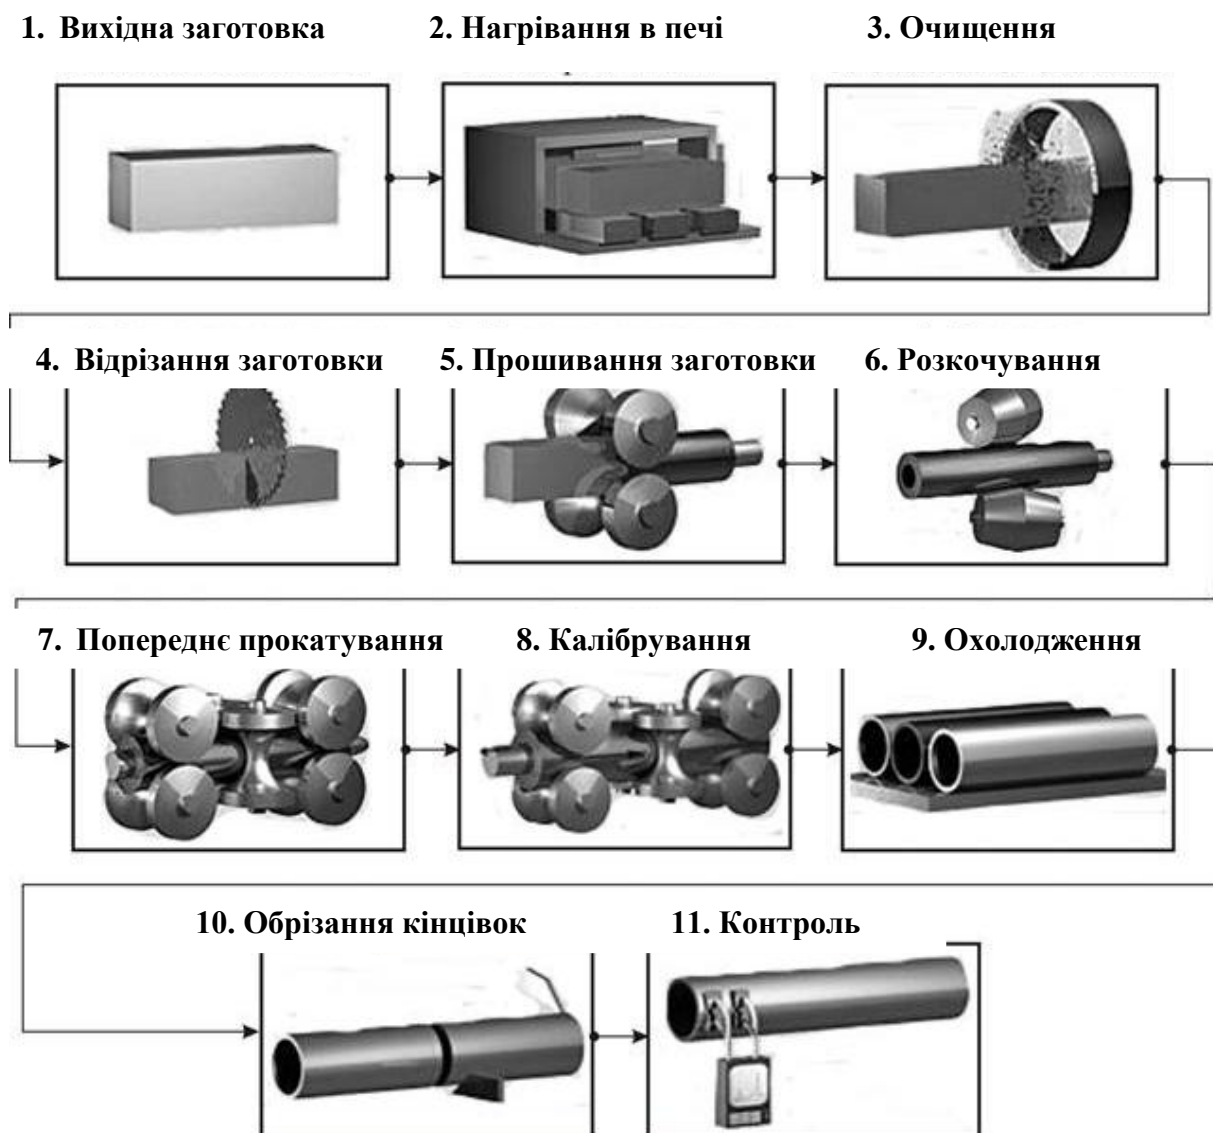 1. Вихідна заготовка
2. Нагрівання в печі
3. Очищення
4. Відрізання заготовки
5. Прошивання заготовки
6. Розкочування
7. Попереднє прокатування
8. Калібрування
9. Охолодження
10. Обрізання кінцівок
11. Контроль